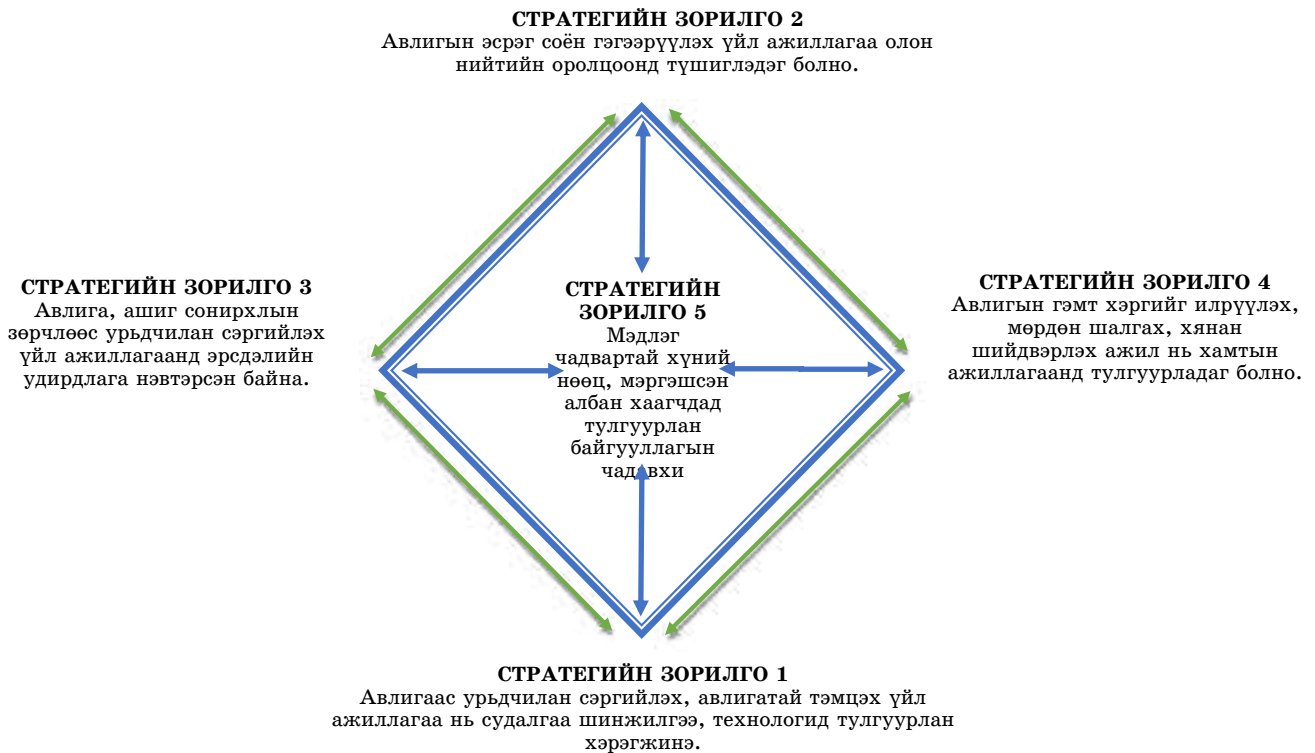 СТРАТЕГИЙН ЗОРИЛГО 2
Авлигын эсрэг соён гэгээрүүлэх үйл ажиллагаа олон
нийтийн оролцоонд түшиглэдэг болно.
СТРАТЕГИЙН ЗОРИЛГО 3
Авлига, ашиг сонирхлын
зөрчлөөс урьдчилан сэргийлэх
үйл ажиллагаанд эрсдэлийн
удирдлага нэвтэрсэн байна.
СТРАТЕГИЙН
ЗОРИЛГО 5
Мэдлэг
чадвартай хүний
нөөц, мэргэшсэн
албан хаагчдад
тулгуурлан
байгууллагын
чадавхи
СТРАТЕГИЙН ЗОРИЛГО 4
Авлигын гэмт хэргийг илрүүлэх,
мөрдөн шалгах, хянан
шийдвэрлэх ажил нь хамтын
ажиллагаанд тулгуурладаг болно.
СТРАТЕГИЙН ЗОРИЛГО 1
Авлигаас урьдчилан сэргийлэх, авлигатай тэмцэх үйл
ажиллагаа нь судалгаа шинжилгээ, технологид тулгуурлан
хэрэгжинэ.